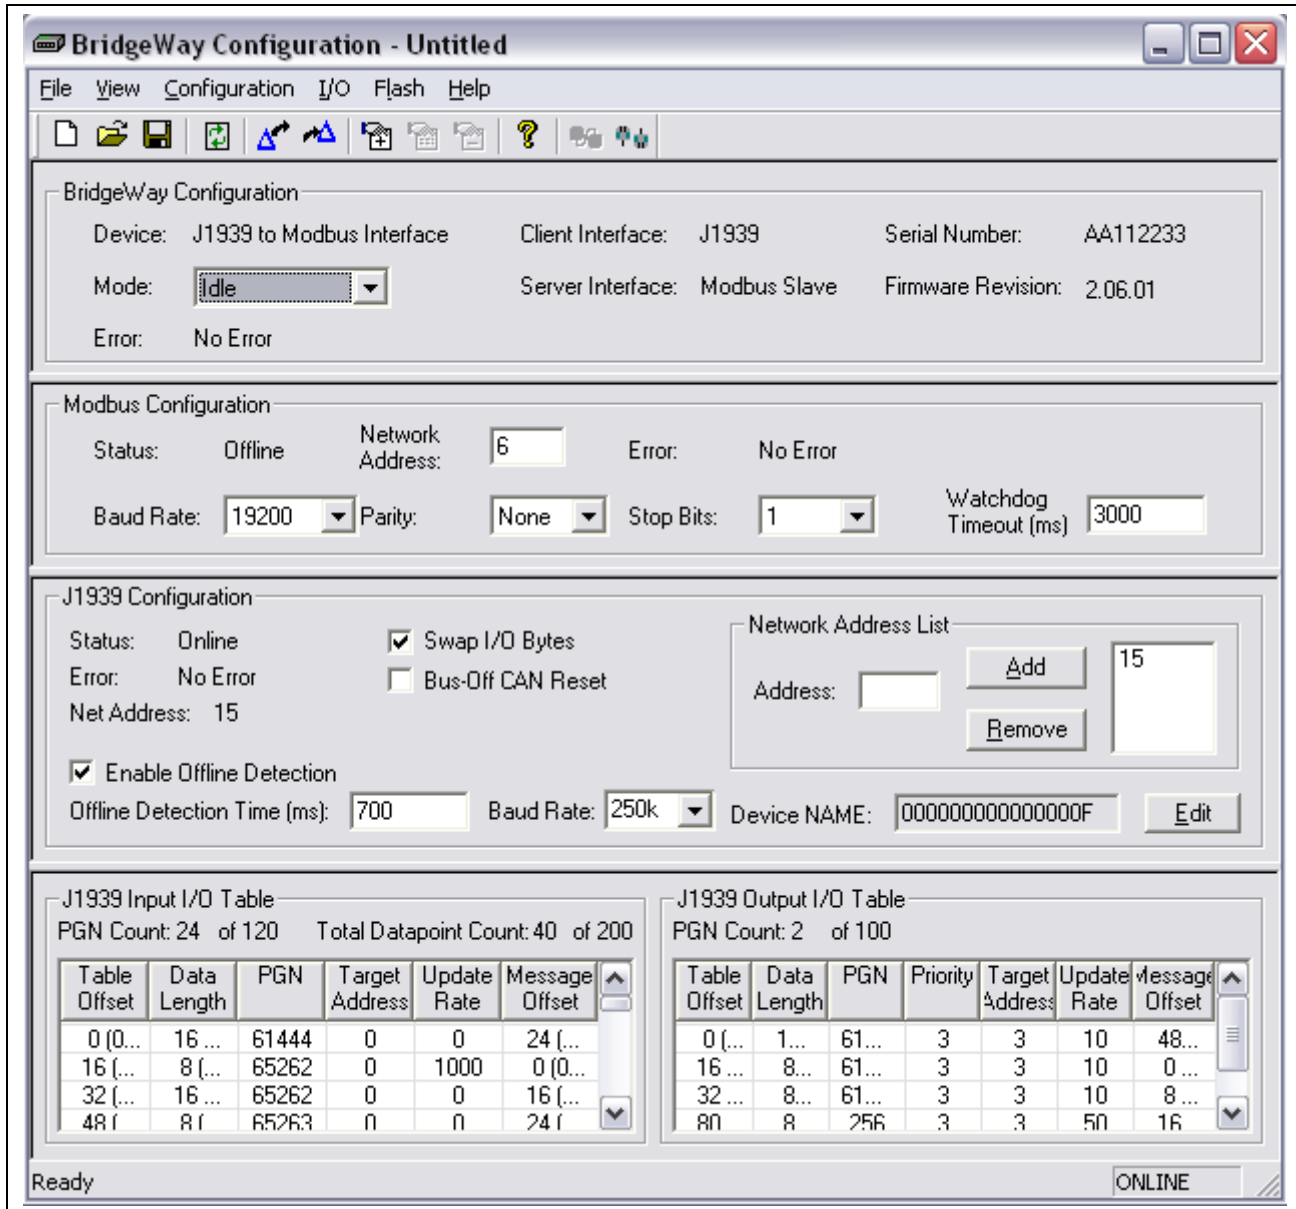 BridgeWay Configuration - Untitled
File View Configuration I/O Flash Help
BridgeWay Configuration
Device: J1939 to Modbus Interface Client Interface: J1939 Serial Number: AA112233
Mode: Idle Server Interface: Modbus Slave Firmware Revision: 2.06.01
Error: No Error
Modbus Configuration
Status: Offline Network Address: 6 Error: No Error
Baud Rate: 19200 Parity: None Stop Bits: 1 Watchdog Timeout (ms) 3000
J1939 Configuration
Status: Online Swap I/O Bytes
Error: No Error Bus-Off CAN Reset
Net Address: 15
Network Address List
Address: Add Remove 15
Enable Offline Detection
Offline Detection Time (ms): 700 Baud Rate: 250k Device NAME: 000000000000000F Edit
J1939 Input I/O Table
PGN Count: 24 of 120 Total Datapoint Count: 40 of 200
Table Offset Data Length PGN Target Address Update Rate Message Offset
0 (0... 16 ... 61444 0 0 24 (...
16 (... 8 (... 65262 0 1000 0 (0...
32 (... 16 ... 65262 0 0 16 (...
48 ( 8 ( 65263 0 0 24 (
J1939 Output I/O Table
PGN Count: 2 of 100
Table Offset Data Length PGN Priority Target Address Update Rate Message Offset
0 (... 1... 61... 3 3 10 48...
16 ... 8... 61... 3 3 10 0 ...
32 ... 8... 61... 3 3 10 8 ...
80 8 256 3 3 50 16
Ready ONLINE